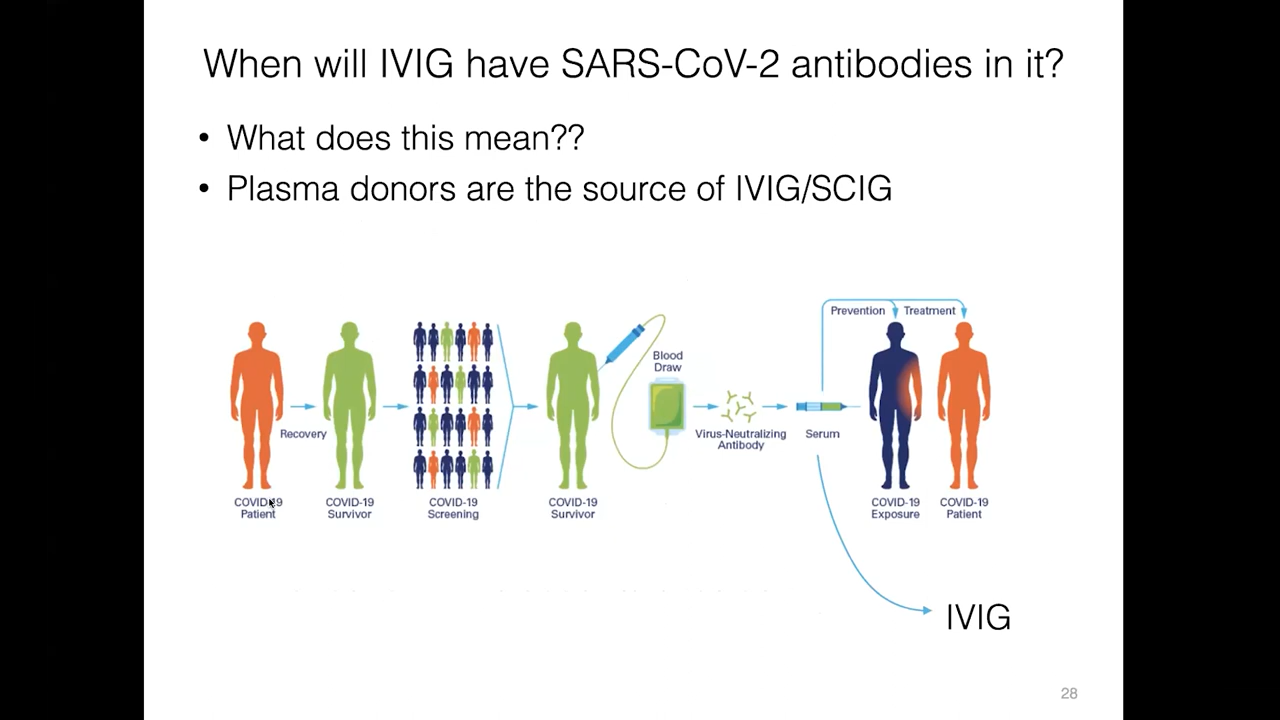 When will IVIG have SARS-CoV-2 antibodies in it?
• What does this mean??
• Plasma donors are the source of IVIG/SCIG
Prevention
Treatment
Blood
Draw
Recovery
Virus-Neutralizing
Antibody
Serum
COVID-19
Patient
COVID-19
Survivor
COVID-19
Screening
COVID-19
Survivor
COVID-19
Exposure
COVID-19
Patient
IVIG
28